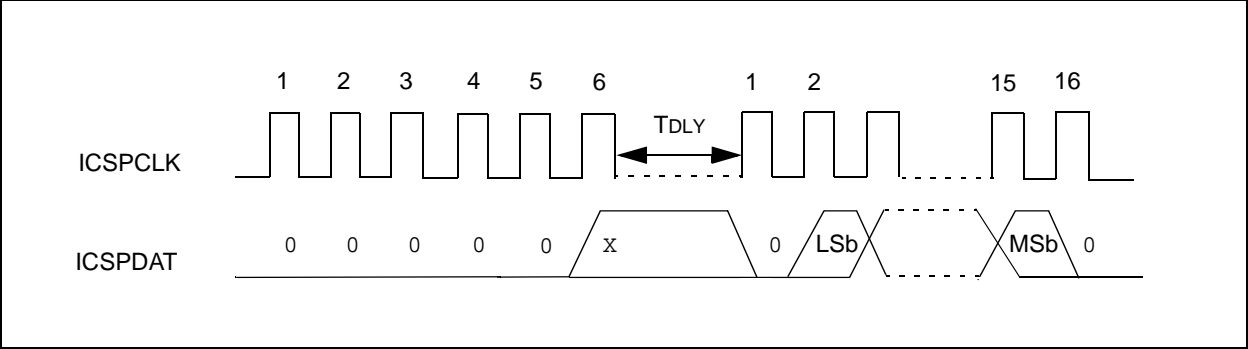 1 2 3 4 5 6 1 2 15 16
TDLY
ICSPCLK
0 0 0 0 0 x 0 LSb MSb 0
ICSPDAT